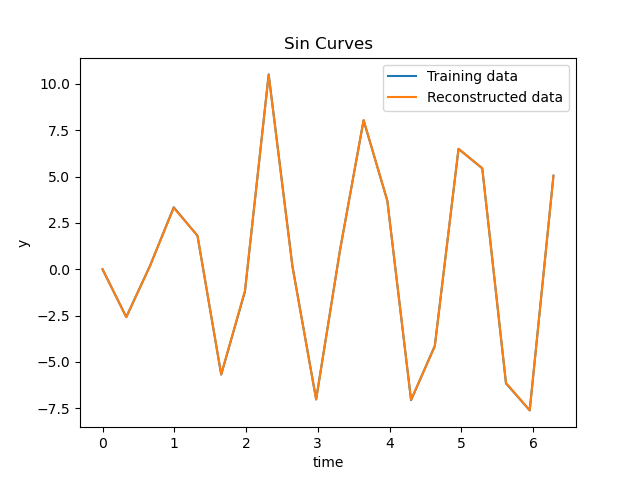 Sin Curves
Training data
Reconstructed data
10.0
7.5
5.0
2.5
0.0
−2.5
−5.0
−7.5
y
0 1 2 3 4 5 6
time